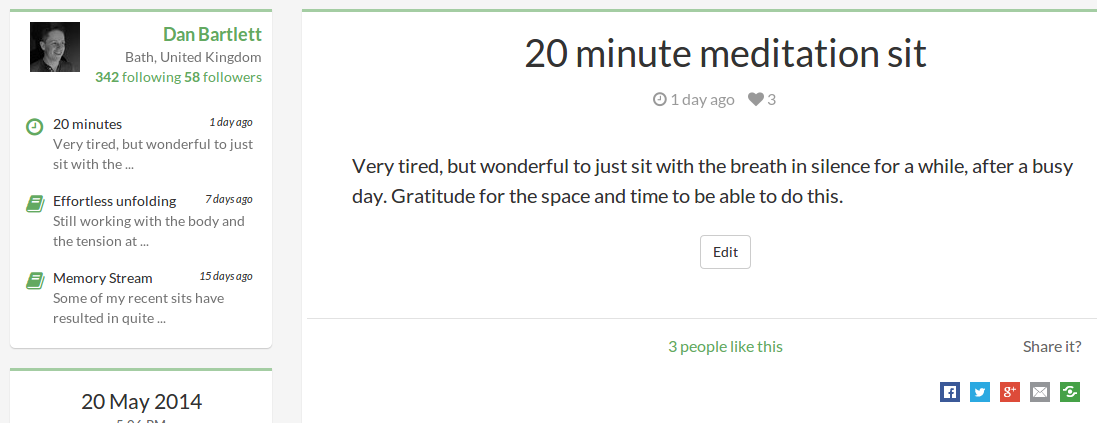 Dan Bartlett
Bath, United Kingdom
342 following 58 followers
20 minutes 1 day ago
Very tired, but wonderful to just
sit with the ...
Effortless unfolding 7 days ago
Still working with the body and
the tension at ...
Memory Stream 15 days ago
Some of my recent sits have
resulted in quite ...
20 May 2014
20 minute meditation sit
1 day ago 3
Very tired, but wonderful to just sit with the breath in silence for a while, after a busy
day. Gratitude for the space and time to be able to do this.
Edit
3 people like this Share it?